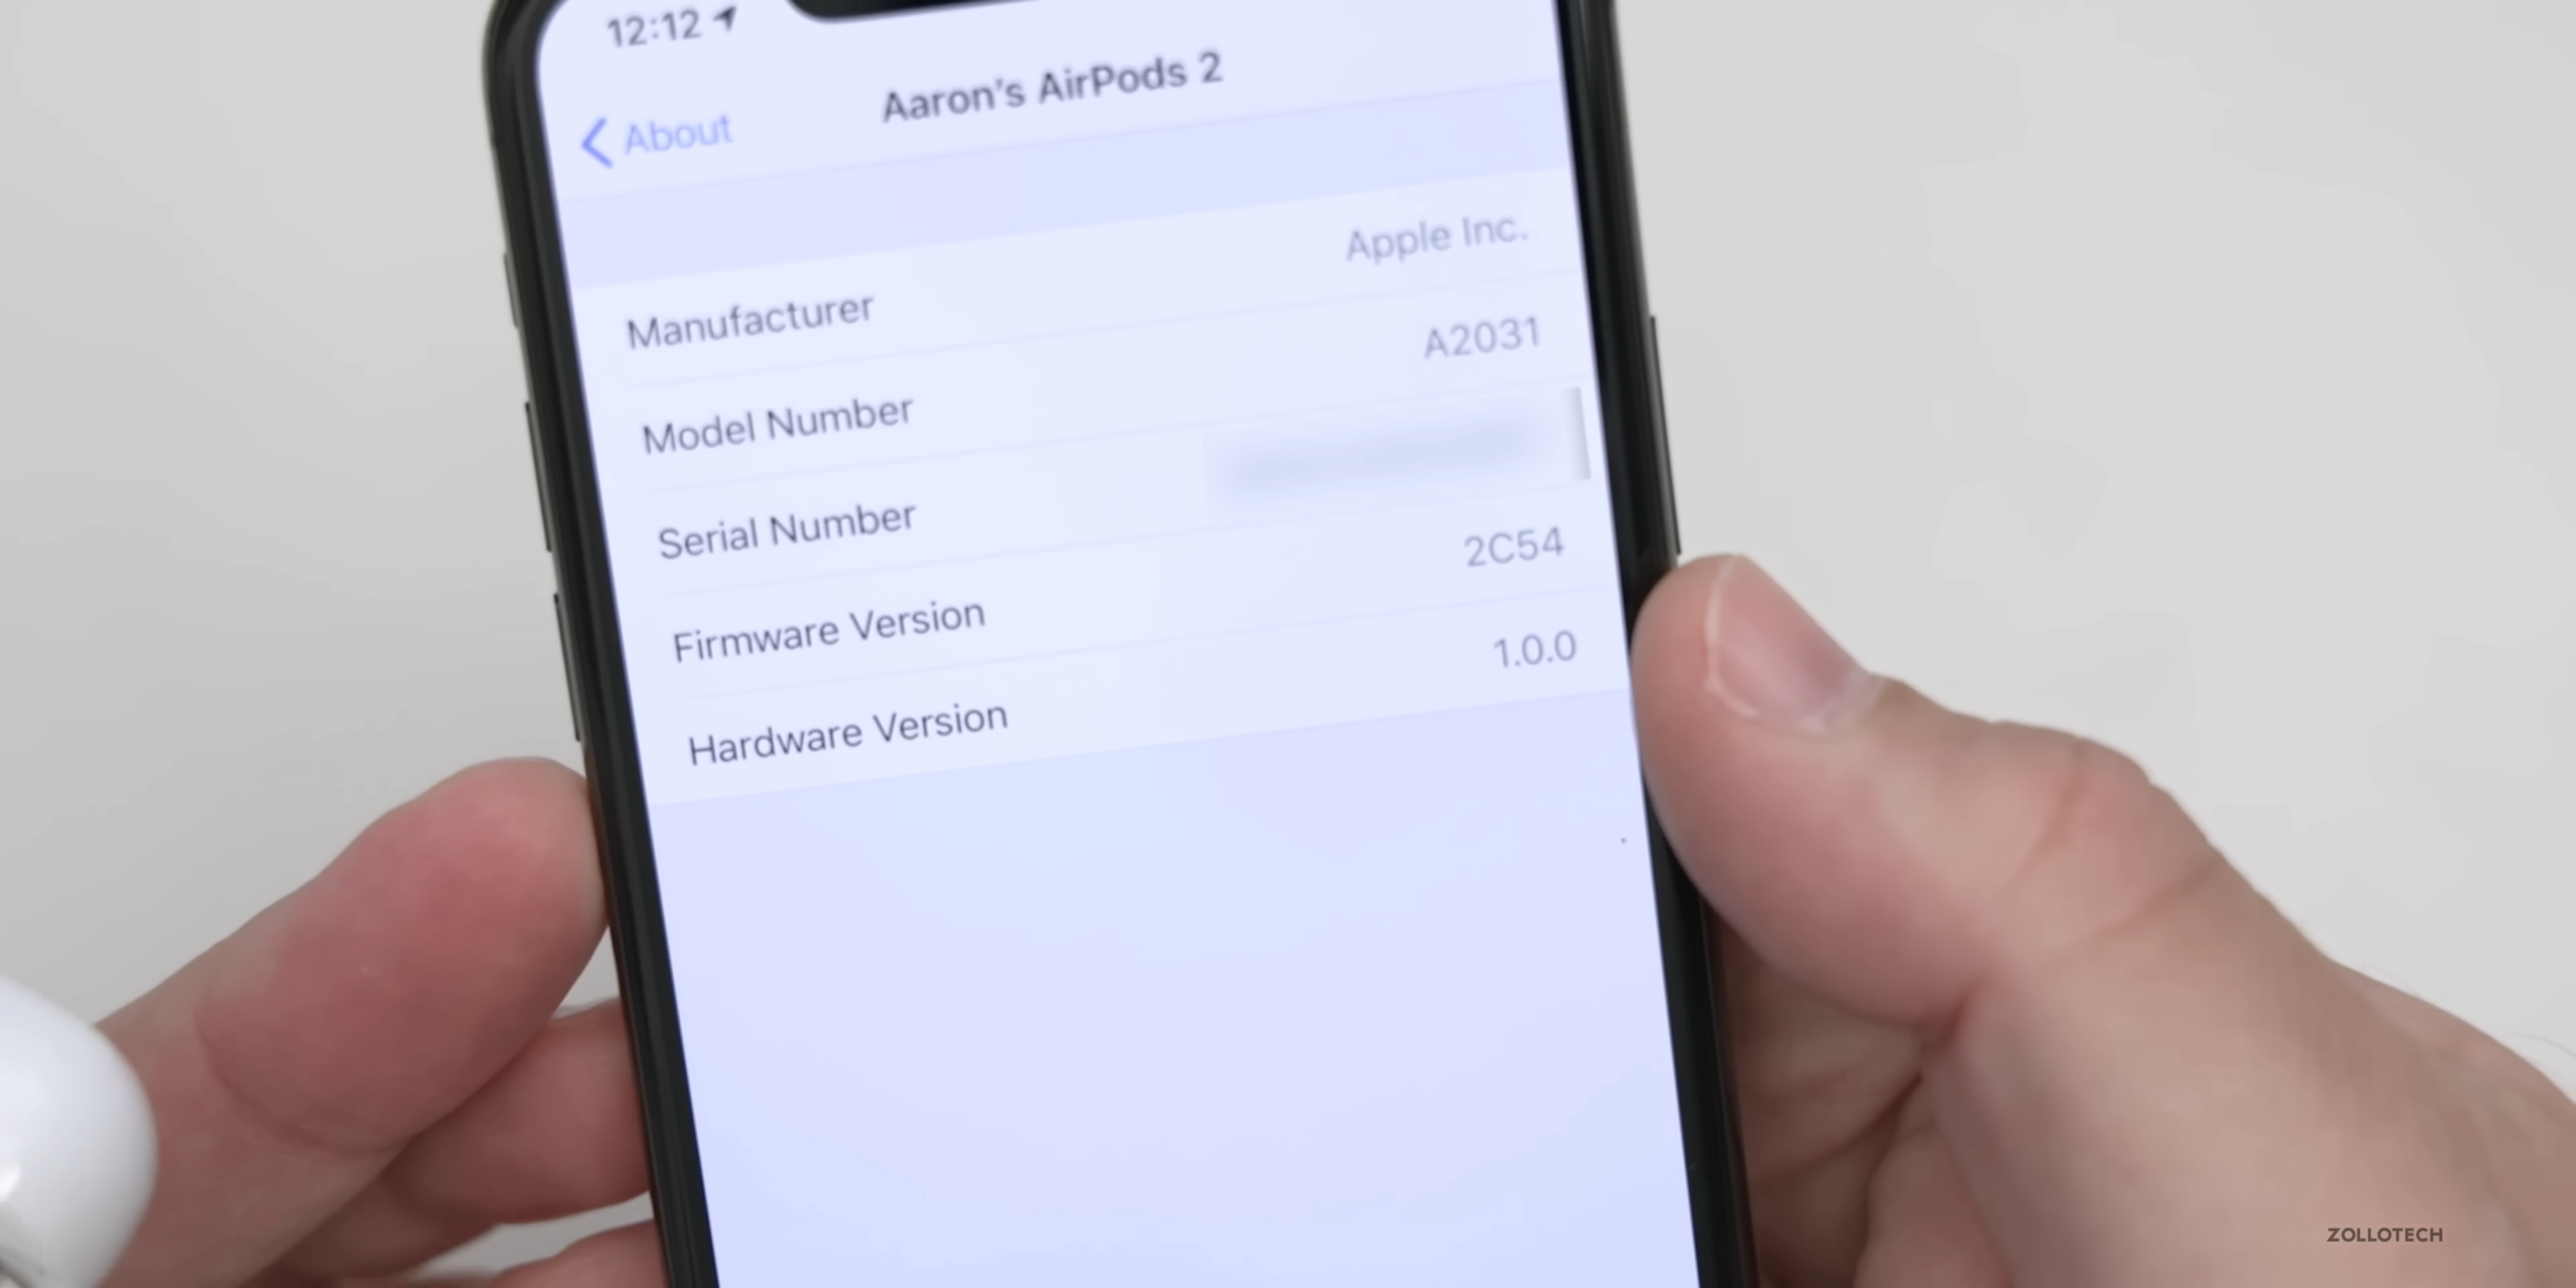 12:12
About
Aaron's AirPods 2
Manufacturer Apple Inc.
Model Number A2031
Serial Number
Firmware Version 2C54
Hardware Version 1.0.0
ZOLLOTECH